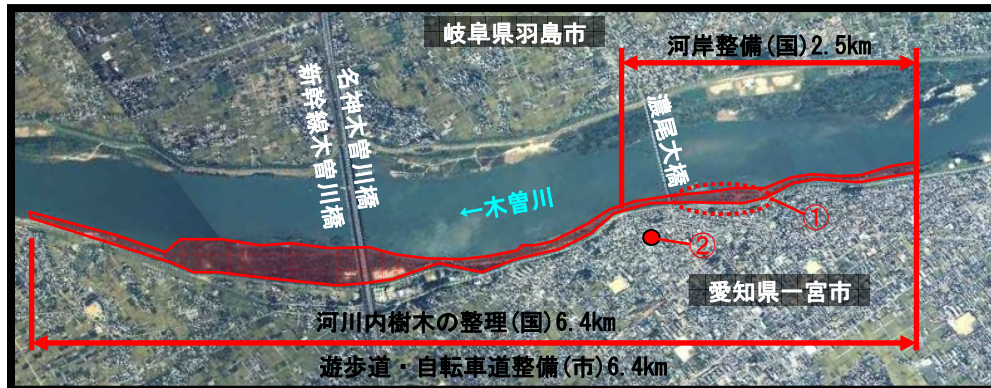 岐阜県羽島市
河岸整備(国)2.5km
名神木曽川橋
新幹線木曽川橋
濃尾大橋
←木曽川
①
②
愛知県一宮市
河川内樹木の整理(国)6.4km
遊歩道・自転車道整備(市)6.4km